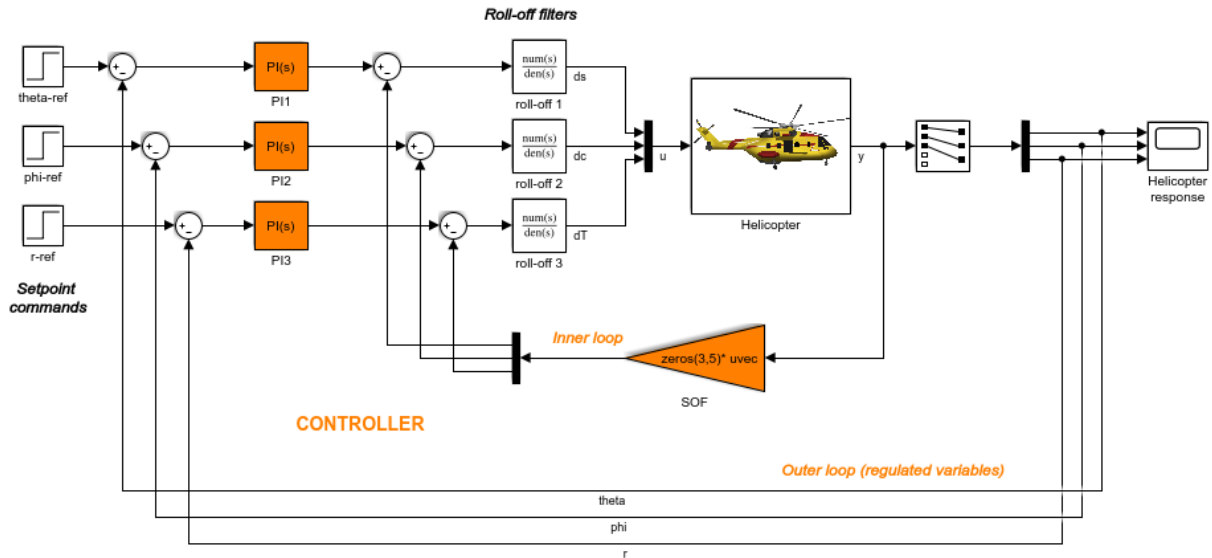 Roll-off filters
theta-ref
+
−
PI(s)
PI1
+
−
num(s)
den(s)
roll-off 1
ds
phi-ref
+
−
PI(s)
PI2
+
−
num(s)
den(s)
roll-off 2
dc
r-ref
+
−
PI(s)
PI3
+
−
num(s)
den(s)
roll-off 3
dT
u
Helicopter
y
Helicopter
response
Setpoint
commands
Inner loop
zeros(3,5)* uvec
SOF
CONTROLLER
Outer loop (regulated variables)
theta
phi
r